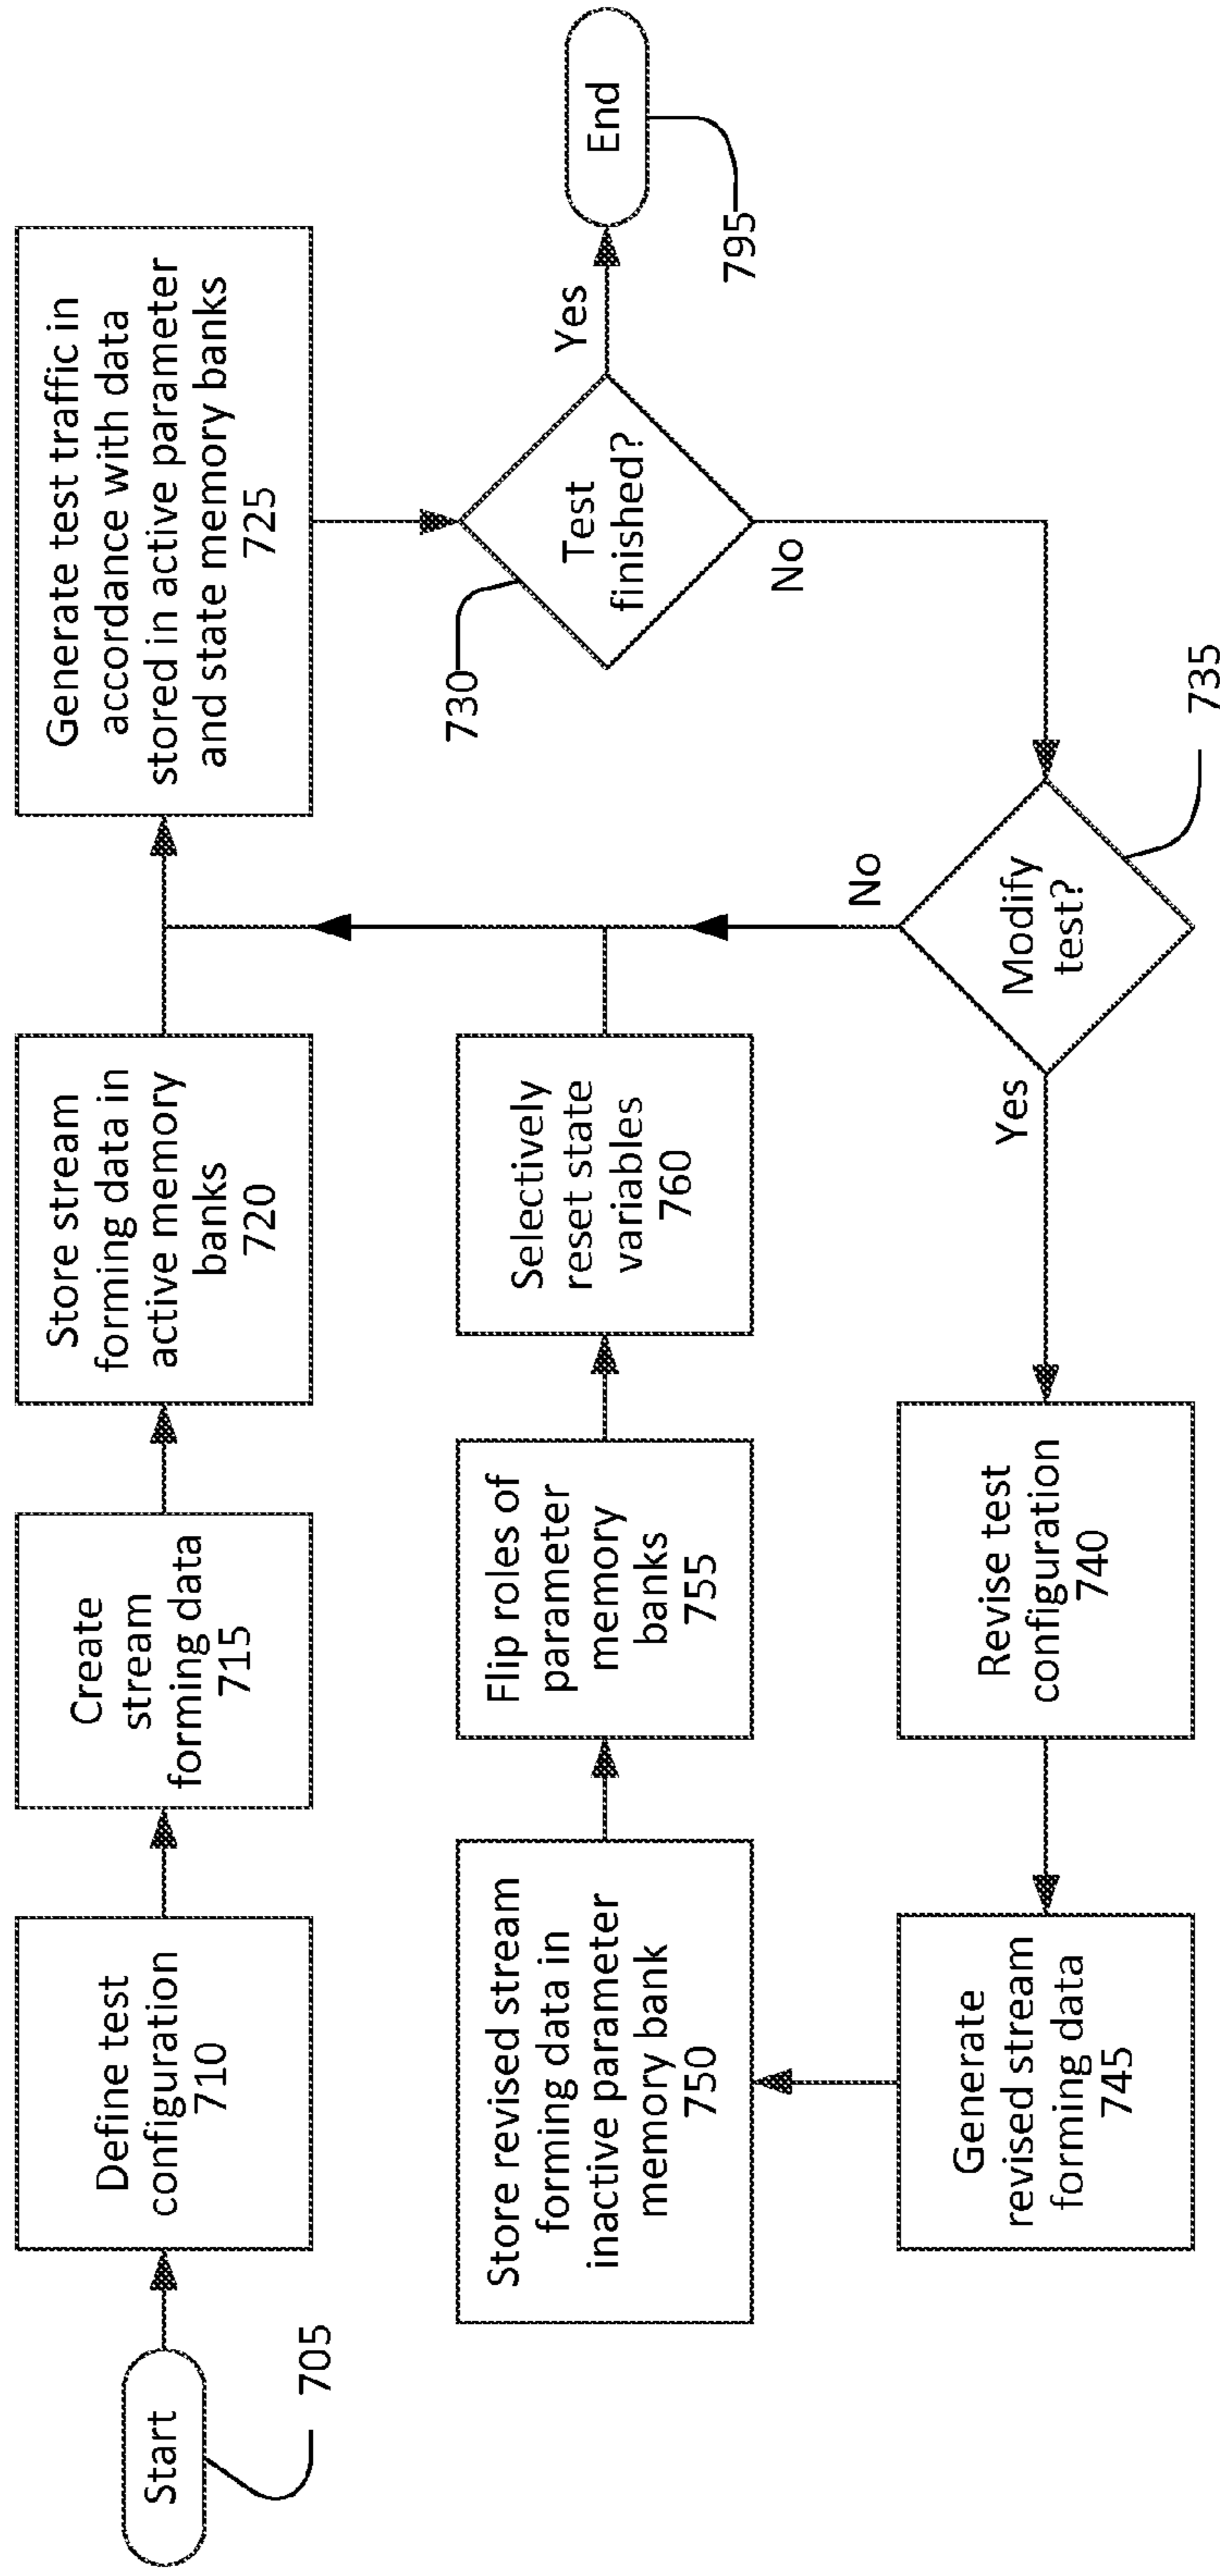 Start
705
Define test
configuration
710
Create
stream
forming data
715
Store stream
forming data in
active memory
banks
720
Generate test traffic in
accordance with data
stored in active parameter
and state memory banks
725
730
Test
finished?
Yes
No
End
795
Modify
test?
735
No
Yes
Revise test
configuration
740
Generate
revised stream
forming data
745
Store revised stream
forming data in
inactive parameter
memory bank
750
Flip roles of
parameter
memory
banks
755
Selectively
reset state
variables
760